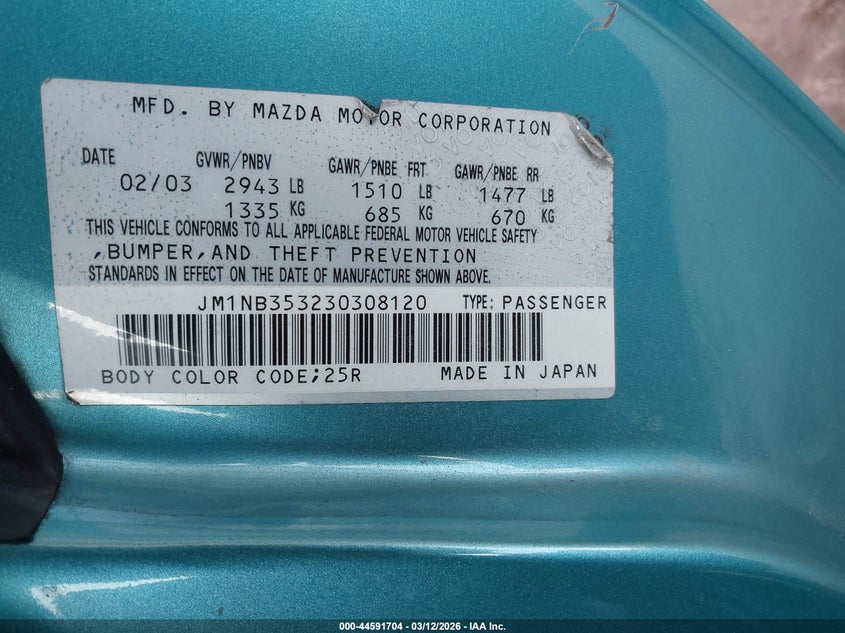 MFD. BY MAZDA MOTOR CORPORATION
DATE GVWR/PNBV GAWR/PNBE FRT GAWR/PNBE RR
02/03 2943 LB 1510 LB 1477 LB
1335 KG 685 KG 670 KG
THIS VEHICLE CONFORMS TO ALL APPLICABLE FEDERAL MOTOR VEHICLE SAFETY
,BUMPER,AND THEFT PREVENTION
STANDARDS IN EFFECT ON THE DATE OF MANUFACTURE SHOWN ABOVE.
JM1NB353230308120 TYPE: PASSENGER
BODY COLOR CODE;25R MADE IN JAPAN
000-44591704 — 03/12/2026 — IAA Inc.